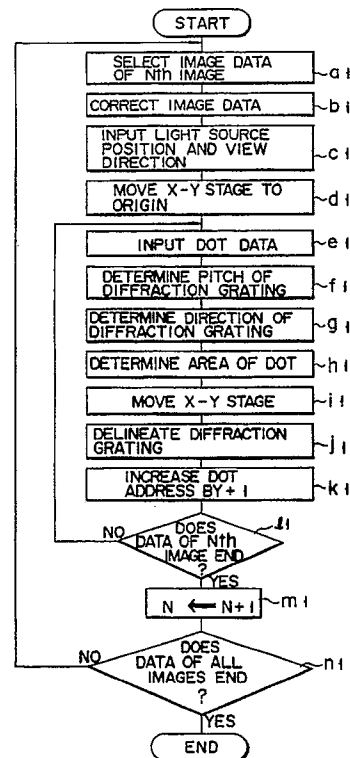 START
SELECT IMAGE DATA
OF Nth IMAGE
a1
CORRECT IMAGE DATA
b1
INPUT LIGHT SOURCE
POSITION AND VIEW
DIRECTION
c1
MOVE X-Y STAGE TO
ORIGIN
d1
INPUT DOT DATA
e1
DETERMINE PITCH OF
DIFFRACTION GRATING
f1
DETERMINE DIRECTION OF
DIFFRACTION GRATING
g1
DETERMINE AREA OF DOT
h1
MOVE X-Y STAGE
i1
DELINEATE DIFFRACTION
GRATING
j1
INCREASE DOT
ADDRESS BY +1
k1
NO
DOES
DATA OF Nth
IMAGE END
?
l1
YES
N ← N+1
m1
NO
DOES
DATA OF ALL
IMAGES END
?
n1
YES
END